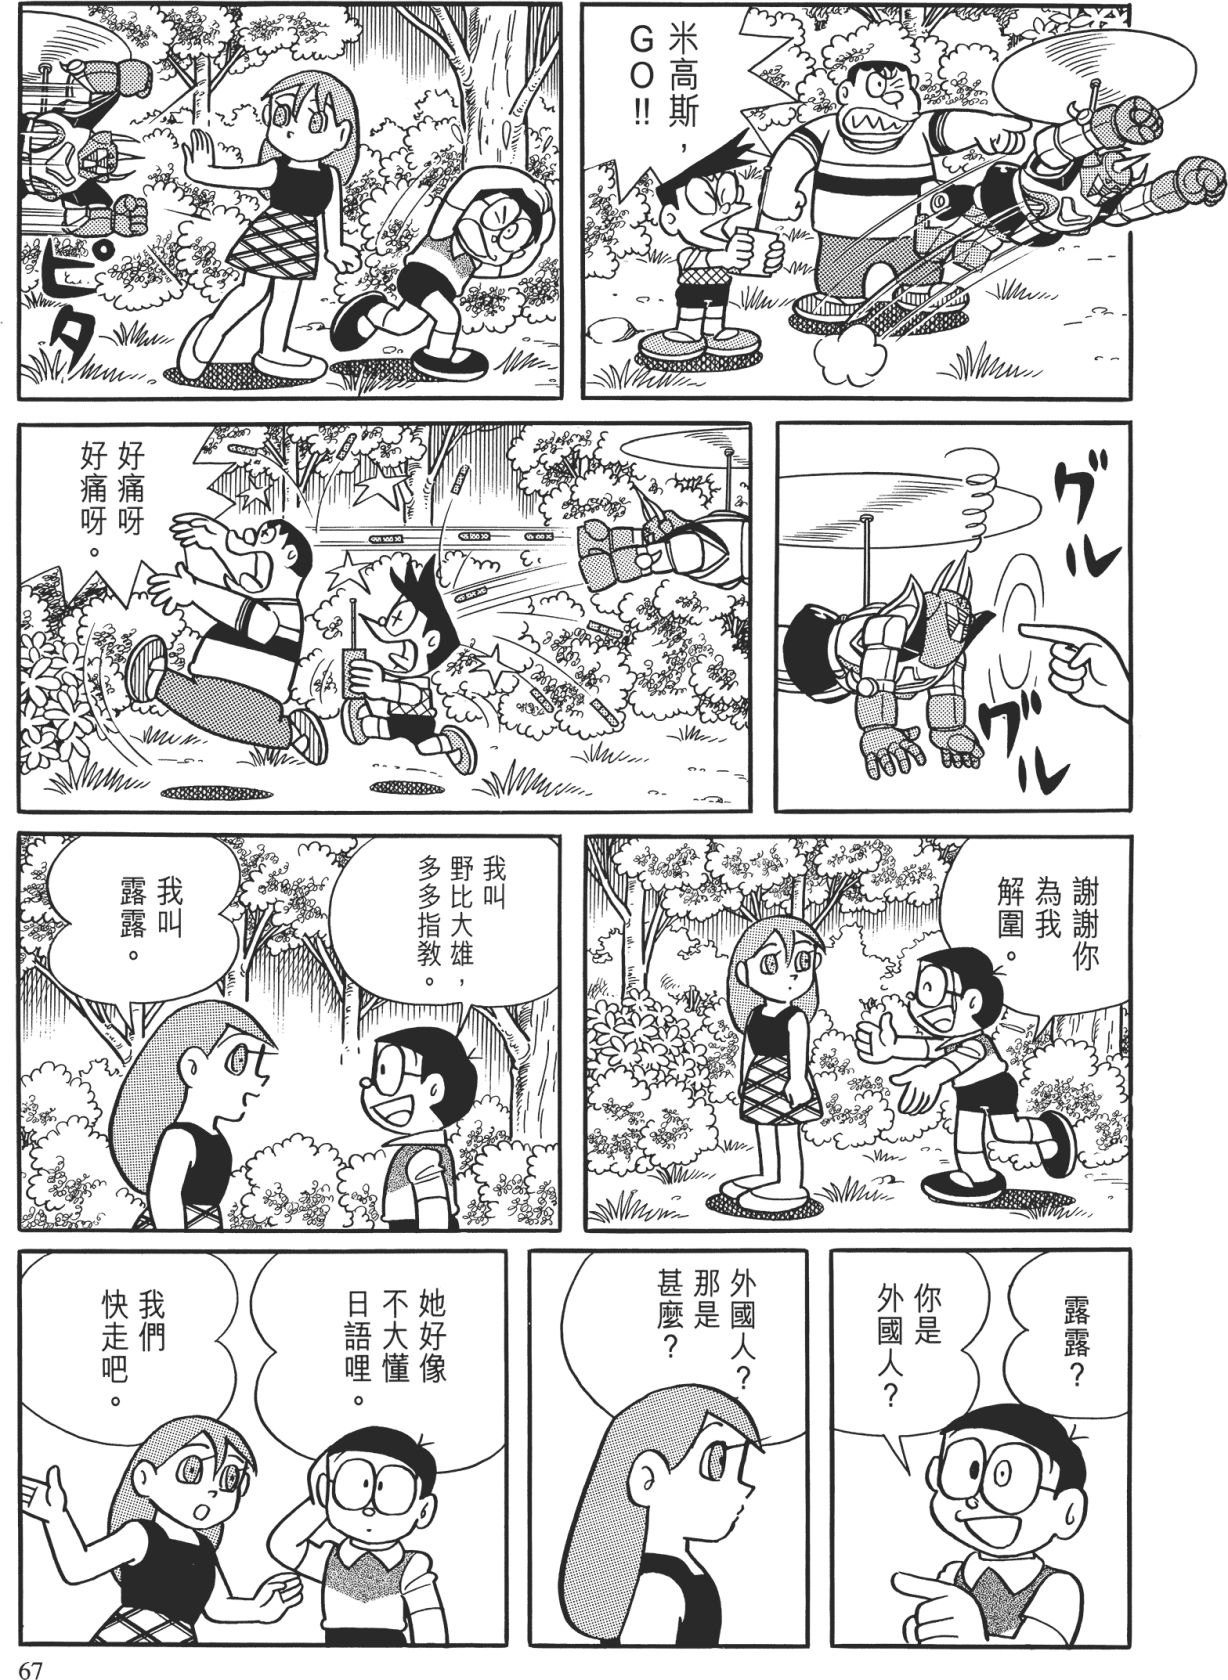 米高斯，
GO!!
ピタ
グル
グル
好痛呀
好痛呀。
謝謝你
為我
解圍。
我叫
野比大雄，
多多指教。
我叫
露露。
露露？
你是
外國人？
外國人？
那是
甚麼？
她好像
不大懂
日語哩。
我們
快走吧。
67